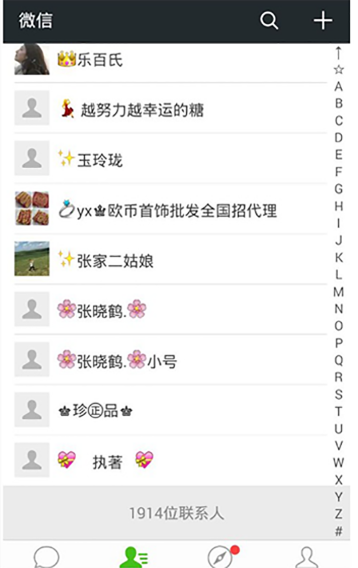 微信
👑乐百氏
💃 越努力越幸运的糖
✨玉玲珑
💍yx♚欧币首饰批发全国招代理
✨张家二姑娘
🌸张晓鹤.🌸
🌸张晓鹤.🌸小号
♚珍㊣品♚
💝 执著 💝
1914位联系人
↑
☆
A
B
C
D
E
F
G
H
I
J
K
L
M
N
O
P
Q
R
S
T
U
V
W
X
Y
Z
#